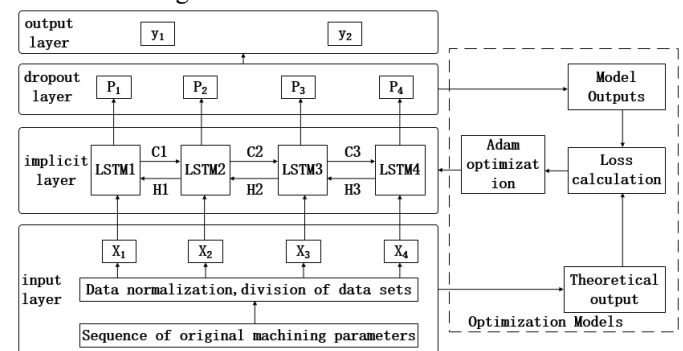 output
layer
y1
y2
dropout
layer
P1
P2
P3
P4
implicit
layer
LSTM1
C1
H1
LSTM2
C2
H2
LSTM3
C3
H3
LSTM4
X1
X2
X3
X4
input
layer
Data normalization, division of data sets
Sequence of original machining parameters
Model
Outputs
Adam
optimizat
ion
Loss
calculation
Theoretical
output
Optimization Models